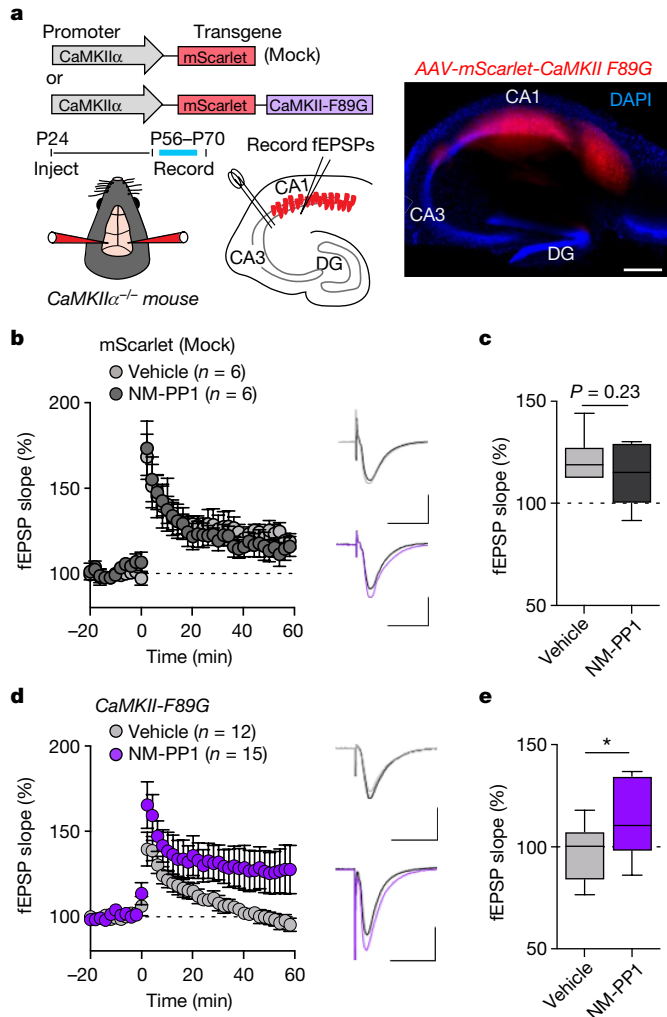 a
Promoter Transgene
CaMKIIα mScarlet (Mock)
or
CaMKIIα mScarlet CaMKII-F89G
P24 P56–P70
Inject Record
Record fEPSPs
CA1
CA3
DG
CaMKIIα–/– mouse
AAV-mScarlet-CaMKII F89G
CA1 DAPI
CA3
DG
b
mScarlet (Mock)
Vehicle (n = 6)
NM-PP1 (n = 6)
fEPSP slope (%)
200
150
100
–20 0 20 40 60
Time (min)
c
P = 0.23
fEPSP slope (%)
150
100
50
Vehicle
NM-PP1
d
CaMKII-F89G
Vehicle (n = 12)
NM-PP1 (n = 15)
fEPSP slope (%)
200
150
100
–20 0 20 40 60
Time (min)
e
*
fEPSP slope (%)
150
100
50
Vehicle
NM-PP1